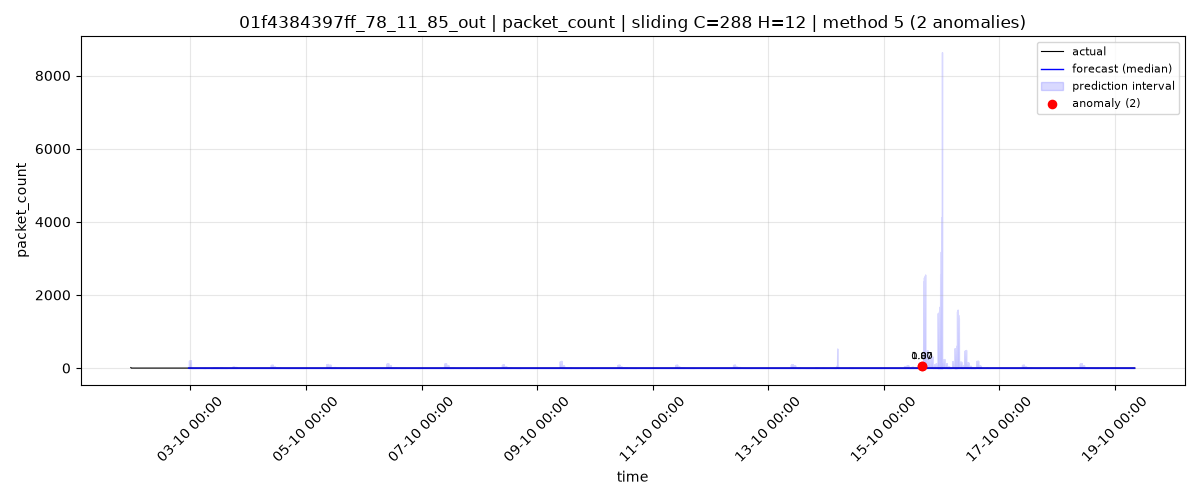 01f4384397ff_78_11_85_out | packet_count | sliding C=288 H=12 | method 5 (2 anomalies)
actual
forecast (median)
prediction interval
anomaly (2)
packet_count
8000
6000
4000
2000
0
03-10 00:00
05-10 00:00
07-10 00:00
09-10 00:00
11-10 00:00
13-10 00:00
15-10 00:00
17-10 00:00
19-10 00:00
time